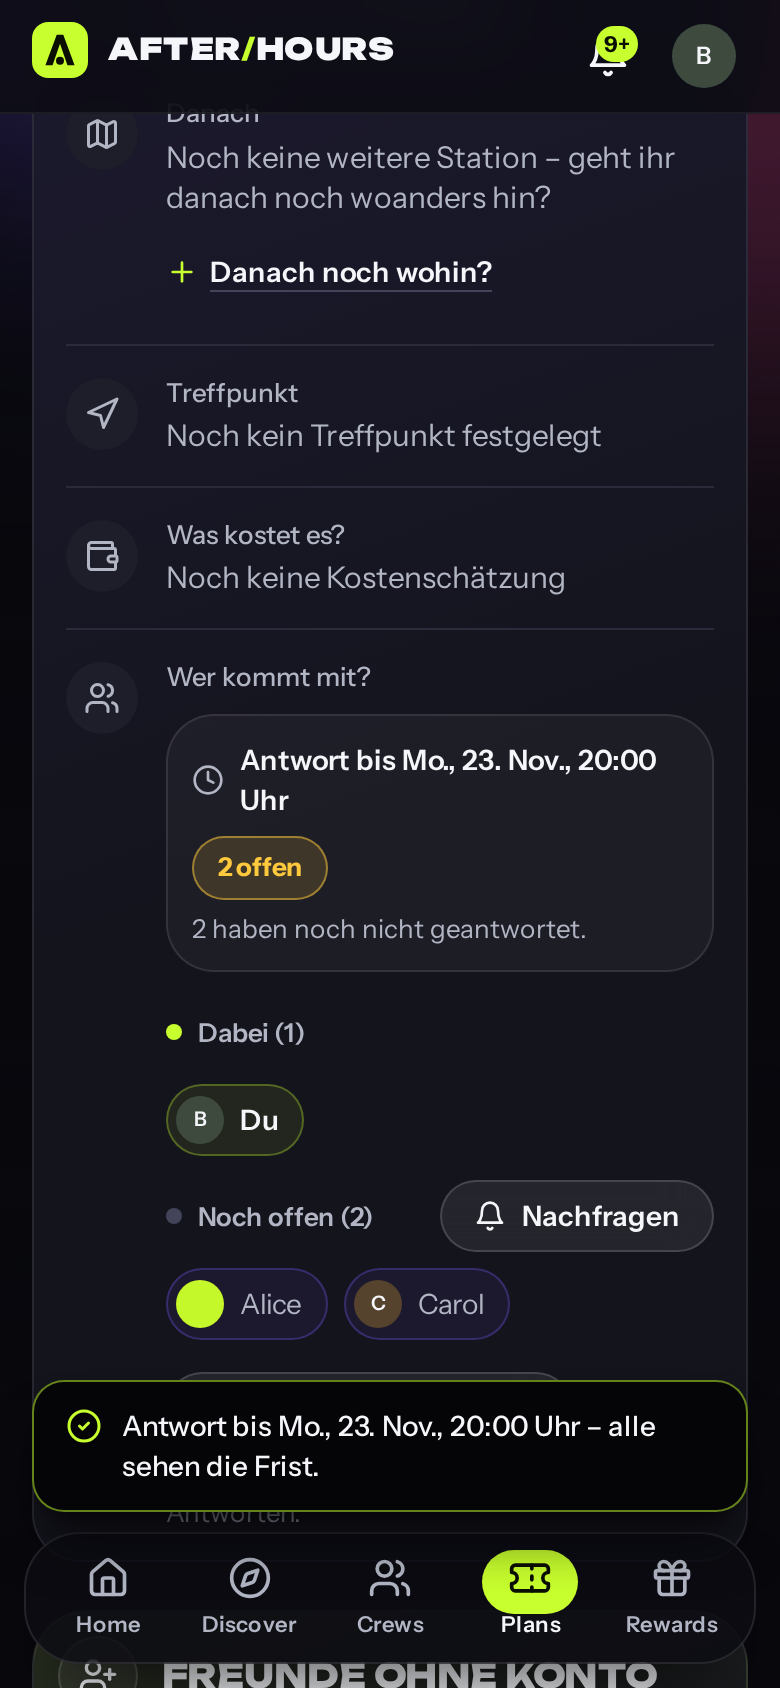 AFTER/HOURS
9+
B
Danach
Noch keine weitere Station – geht ihr
danach noch woanders hin?
Danach noch wohin?
Treffpunkt
Noch kein Treffpunkt festgelegt
Was kostet es?
Noch keine Kostenschätzung
Wer kommt mit?
Antwort bis Mo., 23. Nov., 20:00
Uhr
2 offen
2 haben noch nicht geantwortet.
Dabei (1)
B Du
Noch offen (2)
Nachfragen
Alice
C Carol
Antwort bis Mo., 23. Nov., 20:00 Uhr – alle
sehen die Frist.
Antworten.
Home
Discover
Crews
Plans
Rewards
FREUNDE OHNE KONTO